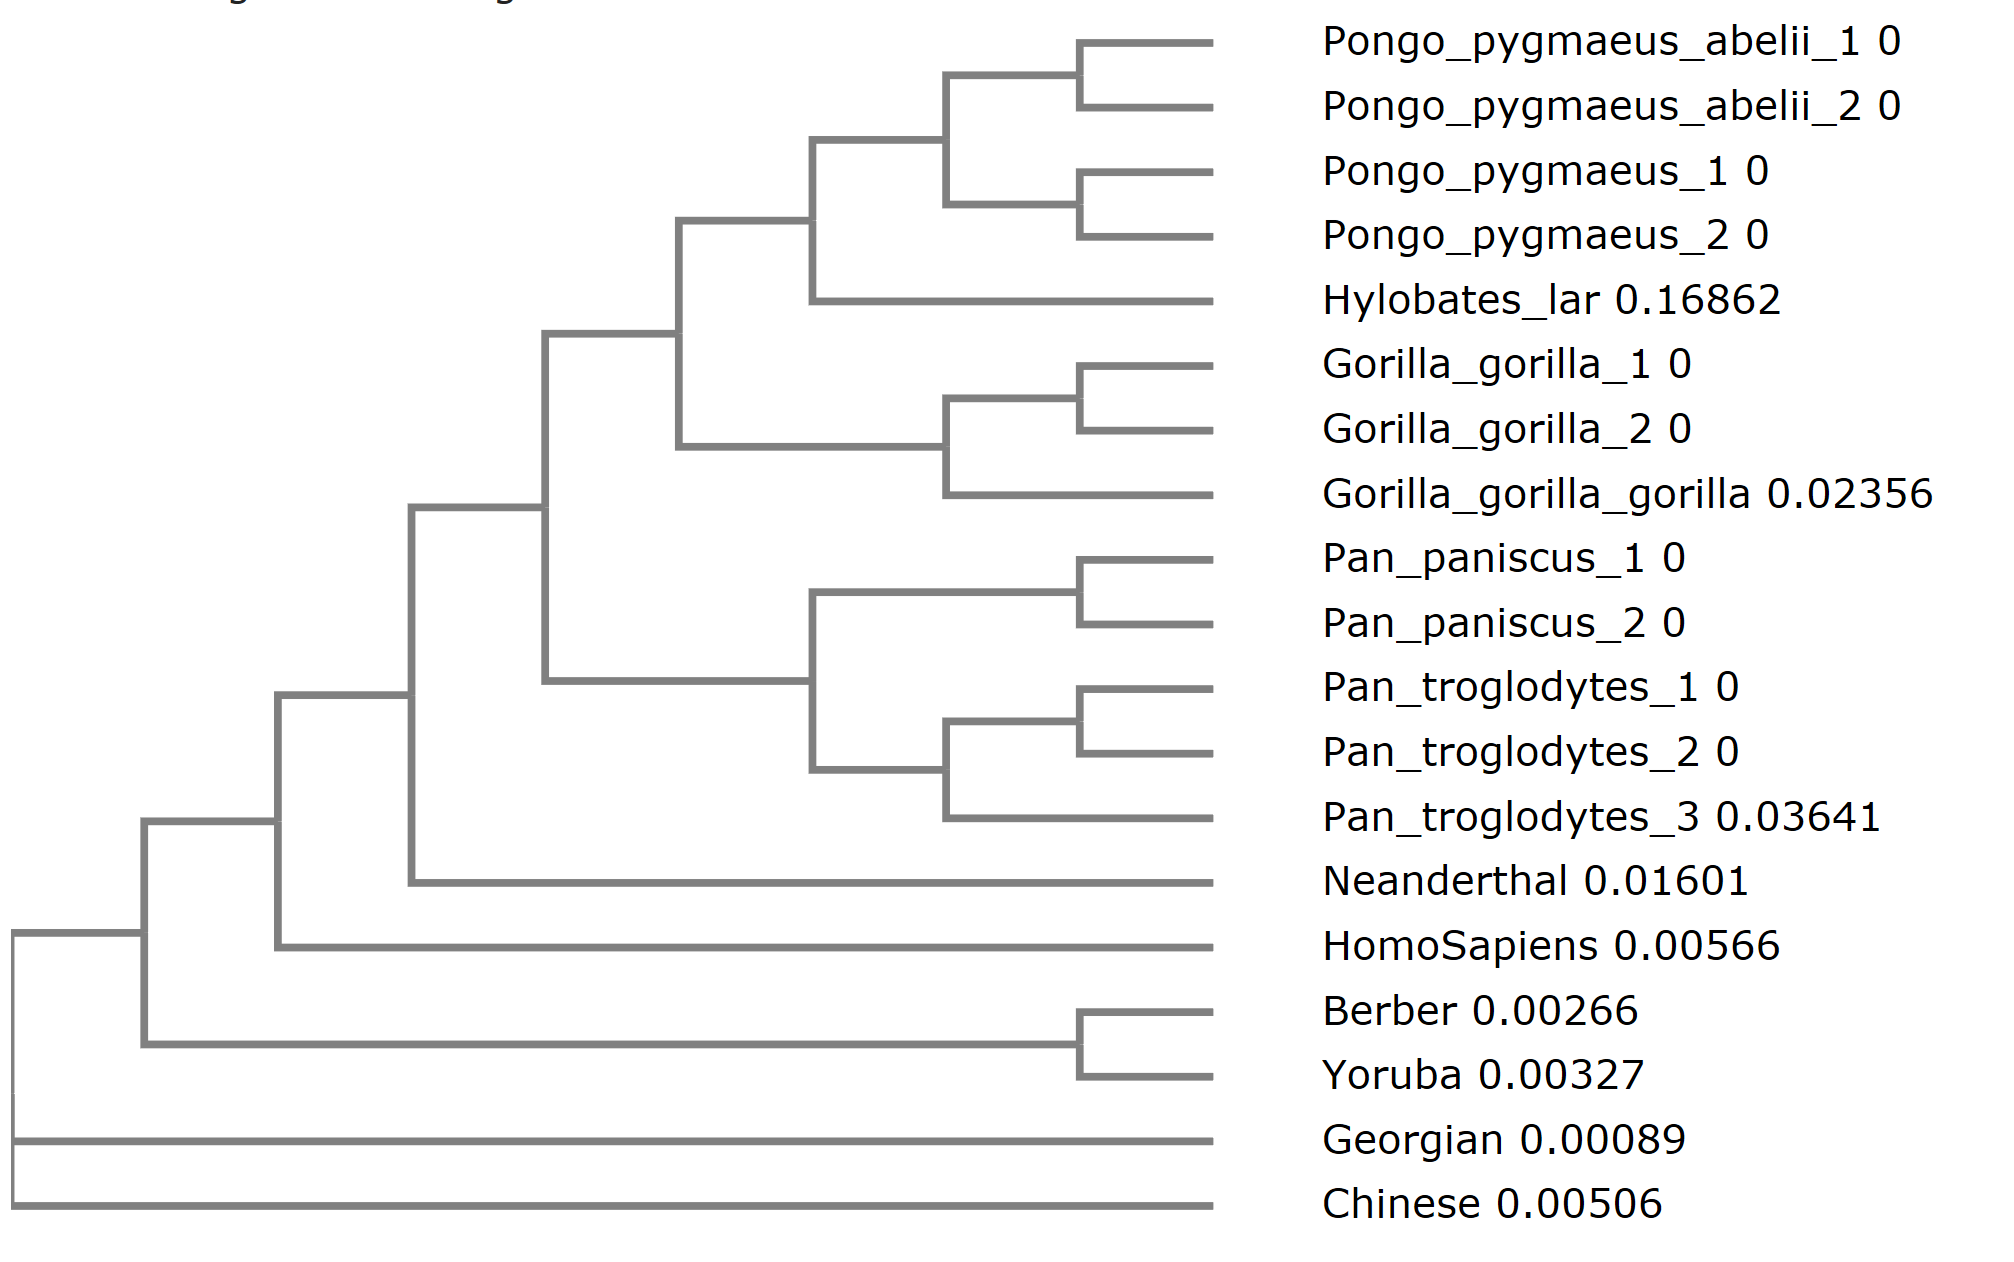 Pongo_pygmaeus_abelii_1 0
Pongo_pygmaeus_abelii_2 0
Pongo_pygmaeus_1 0
Pongo_pygmaeus_2 0
Hylobates_lar 0.16862
Gorilla_gorilla_1 0
Gorilla_gorilla_2 0
Gorilla_gorilla_gorilla 0.02356
Pan_paniscus_1 0
Pan_paniscus_2 0
Pan_troglodytes_1 0
Pan_troglodytes_2 0
Pan_troglodytes_3 0.03641
Neanderthal 0.01601
HomoSapiens 0.00566
Berber 0.00266
Yoruba 0.00327
Georgian 0.00089
Chinese 0.00506